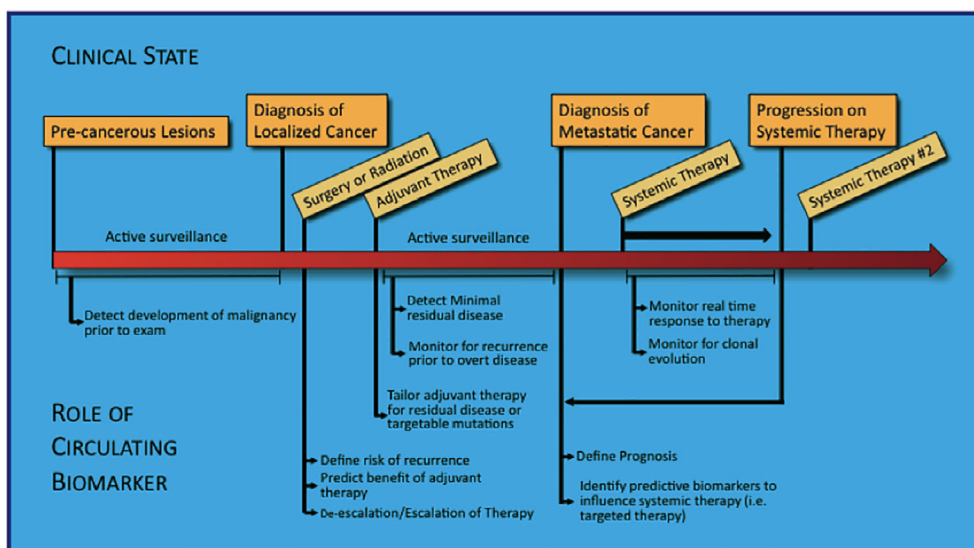 CLINICAL STATE
Pre-cancerous Lesions
Diagnosis of
Localized Cancer
Surgery or Radiation
Adjuvant Therapy
Diagnosis of
Metastatic Cancer
Systemic Therapy
Progression on
Systemic Therapy
Systemic Therapy #2
Active surveillance
Active surveillance
Detect development of malignancy
prior to exam
Detect Minimal
residual disease
Monitor for recurrence
prior to overt disease
Tailor adjuvant therapy
for residual disease or
targetable mutations
Define risk of recurrence
Predict benefit of adjuvant
therapy
De-escalation/Escalation of Therapy
Monitor real time
response to therapy
Monitor for clonal
evolution
Define Prognosis
Identify predictive biomarkers to
influence systemic therapy (i.e.
targeted therapy)
ROLE OF
CIRCULATING
BIOMARKER